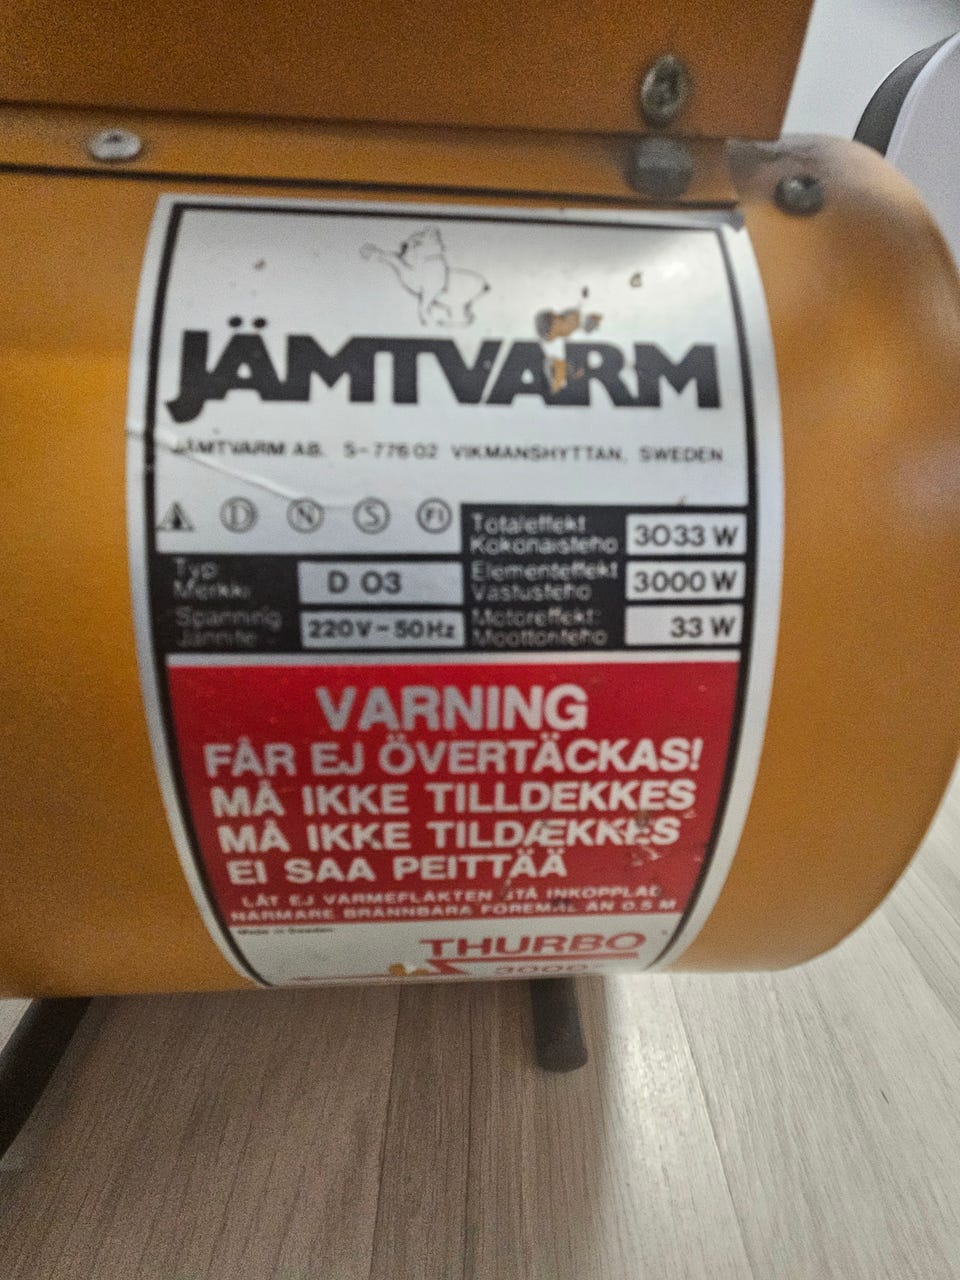 JÄMTVARM
JÄMTVARM AB. S-776 02 VIKMANSHYTTAN, SWEDEN
D N S FI
Totaleffekt
Kokonaisteho
3033 W
Typ
Merkki
D 03
Elementeffekt
Vastusteho
3000 W
Spänning
Jännite
220V~50Hz
Motoreffekt
Moottoriteho
33 W
VARNING
FÅR EJ ÖVERTÄCKAS!
MÅ IKKE TILLDEKKES
MÅ IKKE TILDÆKKES
EI SAA PEITTÄÄ
LÅT EJ VÄRMEFLÄKTEN STÅ INKOPPLAD
NÄRMARE BRÄNNBARA FÖREMÅL ÄN 0.5 M
Made in Sweden
THURBO
3000